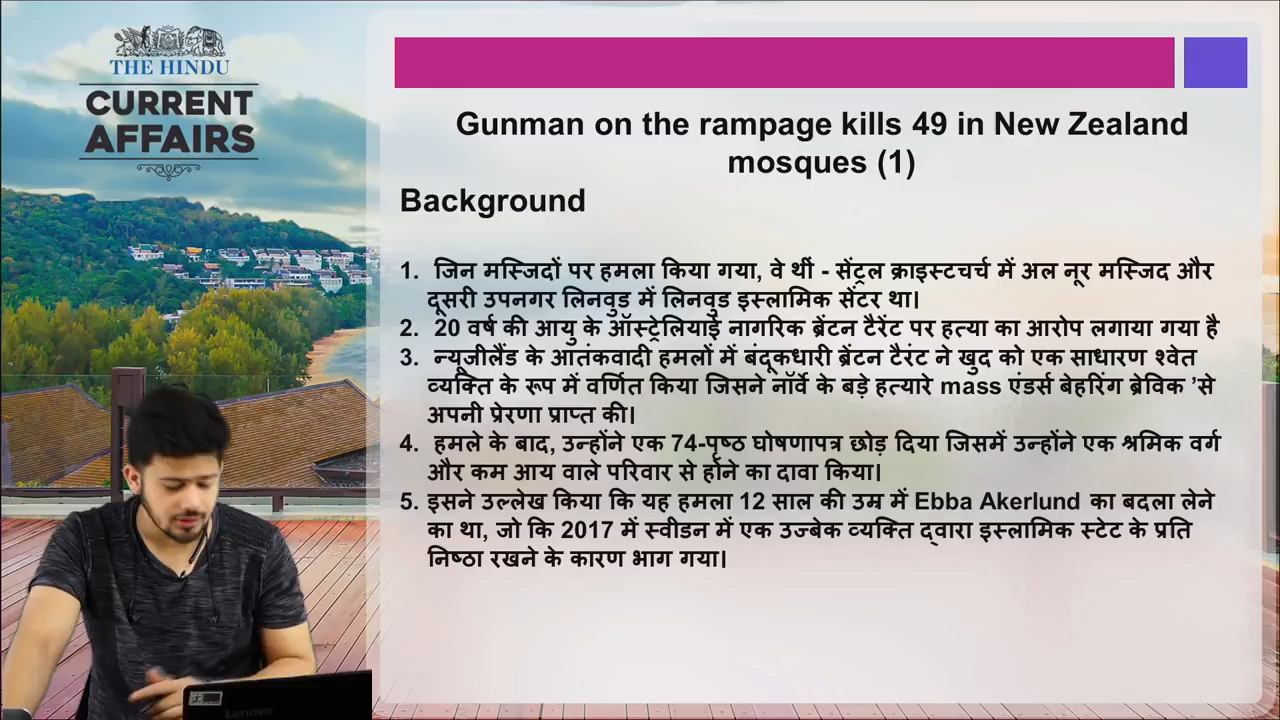 THE HINDU
CURRENT
AFFAIRS
Gunman on the rampage kills 49 in New Zealand
mosques (1)
Background
1. जिन मस्जिदों पर हमला किया गया, वे थीं - सेंट्रल क्राइस्टचर्च में अल नूर मस्जिद और
दूसरी उपनगर लिनवुड में लिनवुड इस्लामिक सेंटर था।
2. 20 वर्ष की आयु के ऑस्ट्रेलियाई नागरिक ब्रेंटन टैरेंट पर हत्या का आरोप लगाया गया है
3. न्यूजीलैंड के आतंकवादी हमलों में बंदूकधारी ब्रेंटन टैरंट ने खुद को एक साधारण श्वेत
व्यक्ति के रूप में वर्णित किया जिसने नॉर्वे के बड़े हत्यारे mass एंडर्स बेहरिंग ब्रेविक ’से
अपनी प्रेरणा प्राप्त की।
4. हमले के बाद, उन्होंने एक 74-पृष्ठ घोषणापत्र छोड़ दिया जिसमें उन्होंने एक श्रमिक वर्ग
और कम आय वाले परिवार से होने का दावा किया।
5. इसने उल्लेख किया कि यह हमला 12 साल की उम्र में Ebba Akerlund का बदला लेने
का था, जो कि 2017 में स्वीडन में एक उज्बेक व्यक्ति द्वारा इस्लामिक स्टेट के प्रति
निष्ठा रखने के कारण भाग गया।
Lenovo